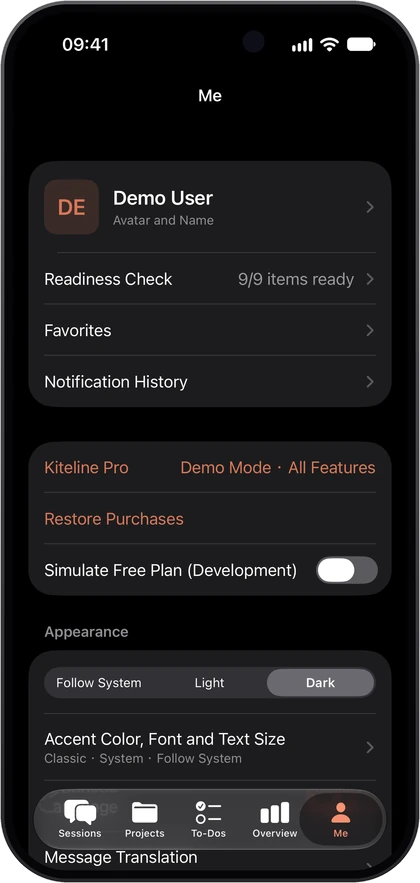 09:41
Me
DE
Demo User
Avatar and Name
Readiness Check 9/9 items ready
Favorites
Notification History
Kiteline Pro Demo Mode · All Features
Restore Purchases
Simulate Free Plan (Development)
Appearance
Follow System Light Dark
Accent Color, Font and Text Size
Classic · System · Follow System
Sessions Projects To-Dos Overview Me
Message Translation